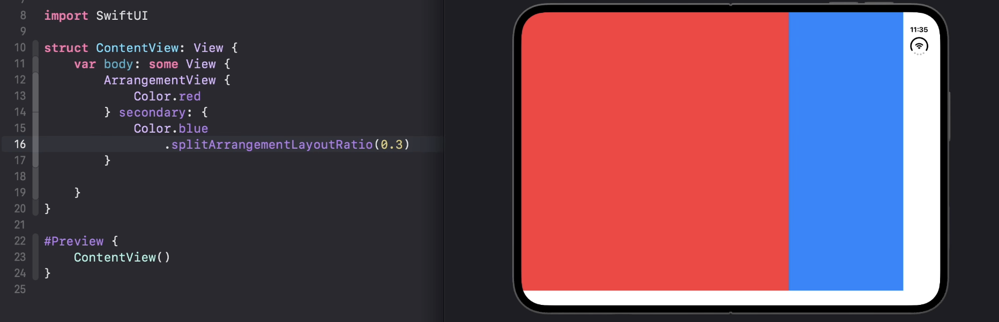 8 import SwiftUI
9
10 struct ContentView: View {
11 var body: some View {
12 ArrangementView {
13 Color.red
14 } secondary: {
15 Color.blue
16 .splitArrangementLayoutRatio(0.3)
17 }
18
19 }
20 }
21
22 #Preview {
23 ContentView()
24 }
25
11:35